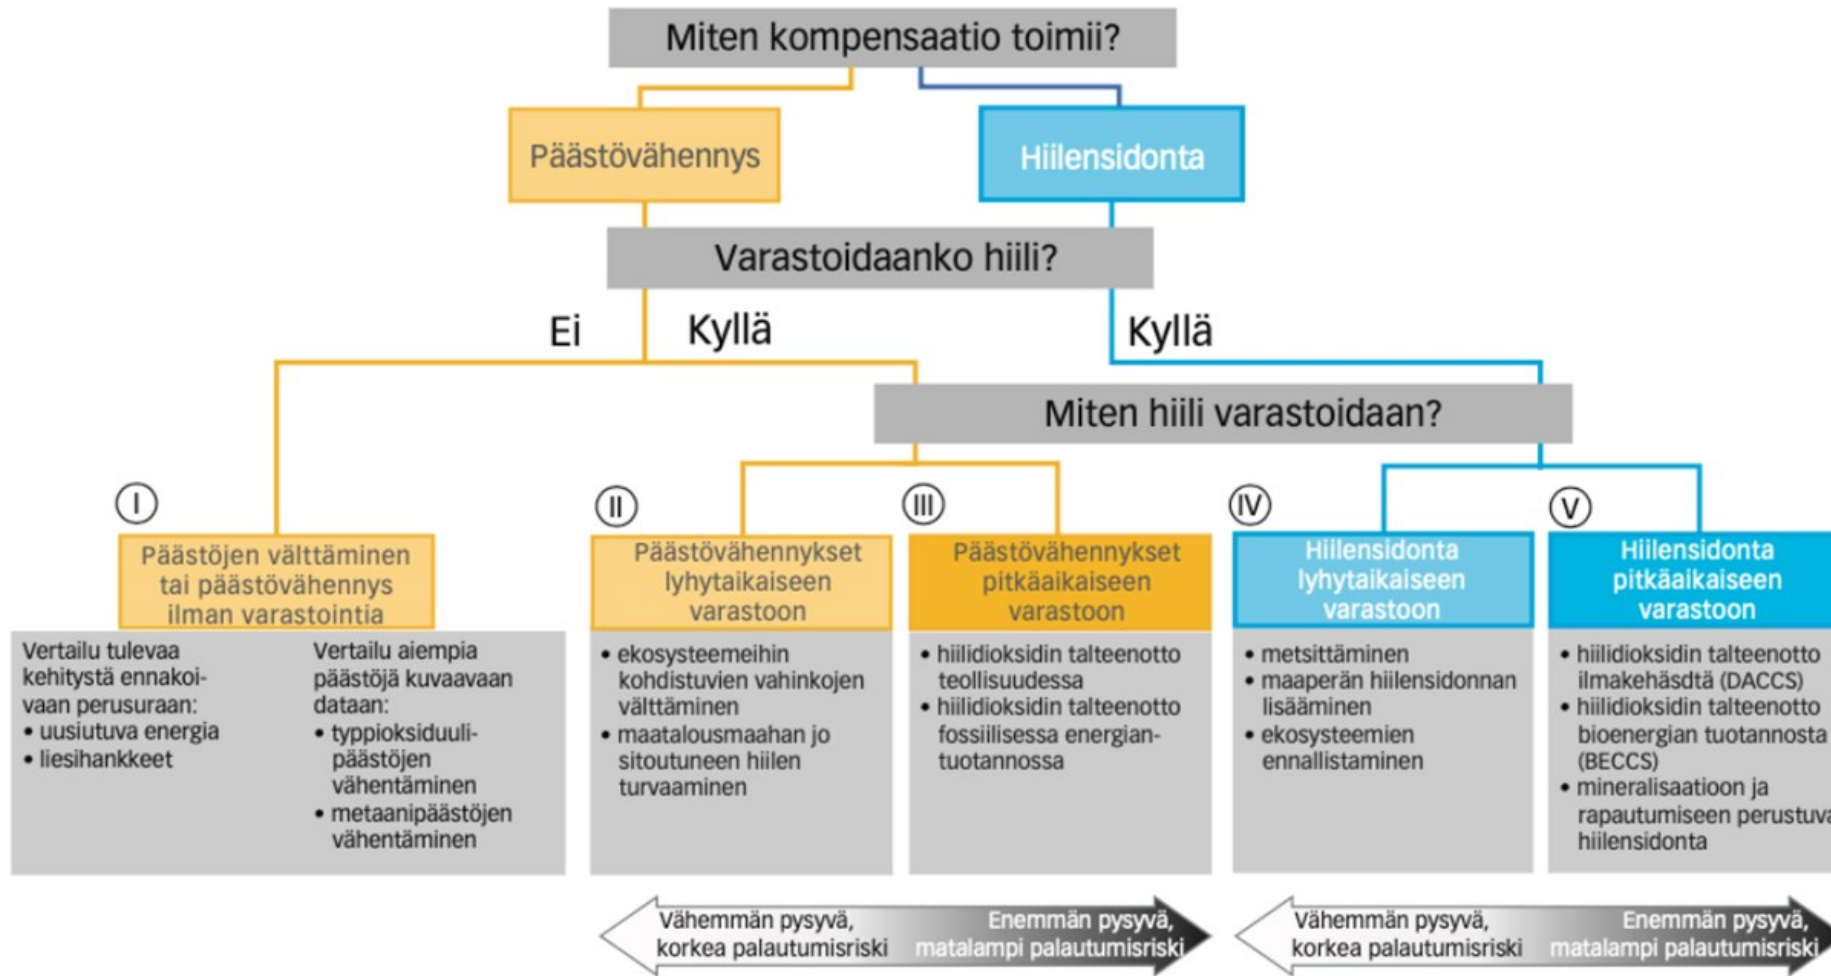 Miten kompensaatio toimii?
Päästövähennys
Hiilensidonta
Varastoidaanko hiili?
Ei
Kyllä
Kyllä
Miten hiili varastoidaan?
I
Päästöjen välttäminen
tai päästövähennys
ilman varastointia
Vertailu tulevaa
kehitystä ennakoi-
vaan perusuraan:
• uusiutuva energia
• liesihankkeet
Vertailu aiempia
päästöjä kuvaavaan
dataan:
• typpioksiduuli-
päästöjen
vähentäminen
• metaanipäästöjen
vähentäminen
II
Päästövähennykset
lyhytaikaiseen
varastoon
• ekosysteemeihin
kohdistuvien vahinkojen
välttäminen
• maatalousmaahan jo
sitoutuneen hiilen
turvaaminen
III
Päästövähennykset
pitkäaikaiseen
varastoon
• hiilidioksidin talteenotto
teollisuudessa
• hiilidioksidin talteenotto
fossiilisessa energian-
tuotannossa
IV
Hiilensidonta
lyhytaikaiseen
varastoon
• metsittäminen
• maaperän hiilensidonnan
lisääminen
• ekosysteemien
ennallistaminen
V
Hiilensidonta
pitkäaikaiseen
varastoon
• hiilidioksidin talteenotto
ilmakehäsdtä (DACCS)
• hiilidioksidin talteenotto
bioenergian tuotannosta
(BECCS)
• mineralisaatioon ja
rapautumiseen perustuva
hiilensidonta
Vähemmän pysyvä,
korkea palautumisriski
Enemmän pysyvä,
matalampi palautumisriski
Vähemmän pysyvä,
korkea palautumisriski
Enemmän pysyvä,
matalampi palautumisriski